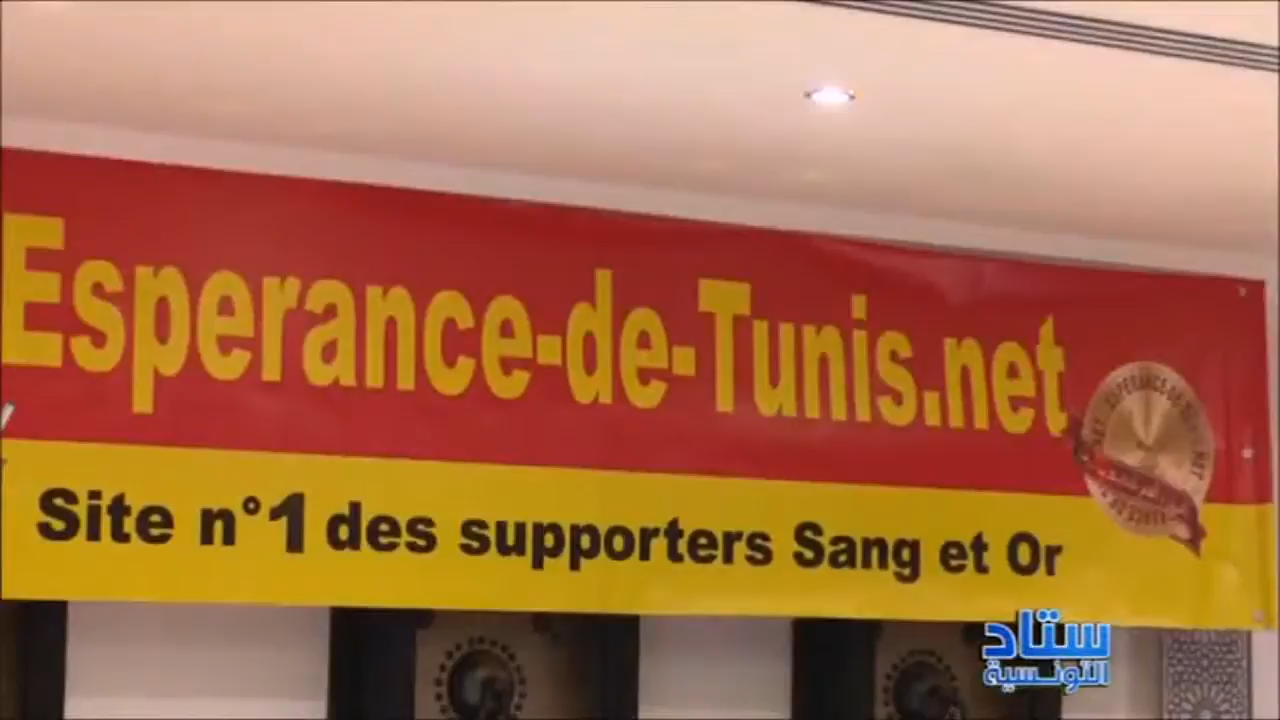 Esperance-de-Tunis.net
Site n°1 des supporters Sang et Or
ستاد
التونسية